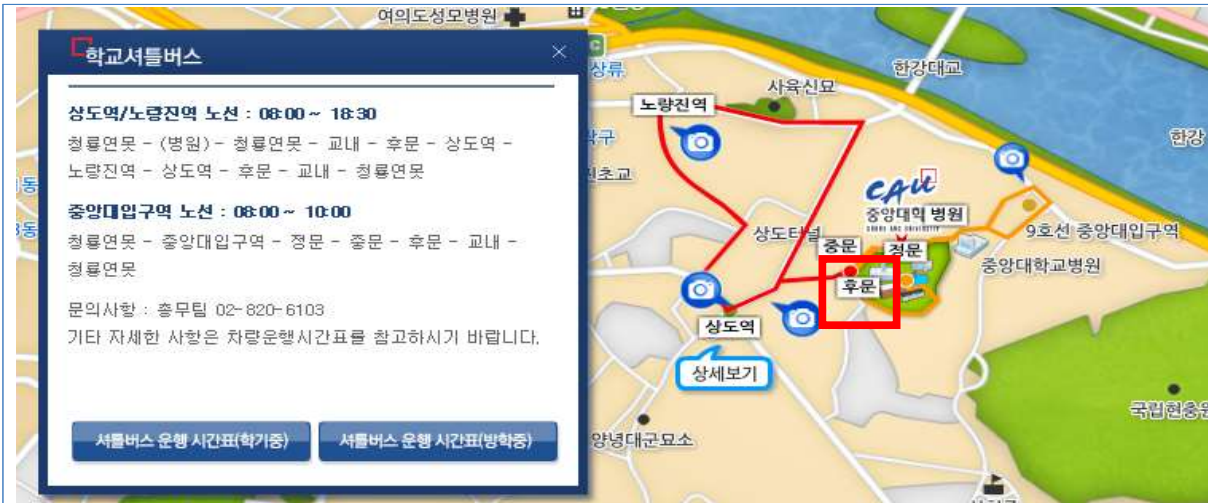 여의도성모병원
학교셔틀버스
상도역/노량진역 노선 : 08:00 ~ 18:30
청룡연못 - (병원) - 청룡연못 - 교내 - 후문 - 상도역 -
노량진역 - 상도역 - 후문 - 교내 - 청룡연못
중앙대입구역 노선 : 08:00 ~ 10:00
청룡연못 - 중앙대입구역 - 정문 - 중문 - 후문 - 교내 -
청룡연못
문의사항 : 총무팀 02-820-6103
기타 자세한 사항은 차량운행시간표를 참고하시기 바랍니다.
셔틀버스 운행 시간표(학기중)
셔틀버스 운행 시간표(방학중)
상류
사육신묘
한강대교
노량진역
한강
초교
CAU
중앙대학 병원
상도터널
중문
정문
9호선 중앙대입구역
중앙대학교병원
후문
상도역
상세보기
양녕대군묘소
국립현충원